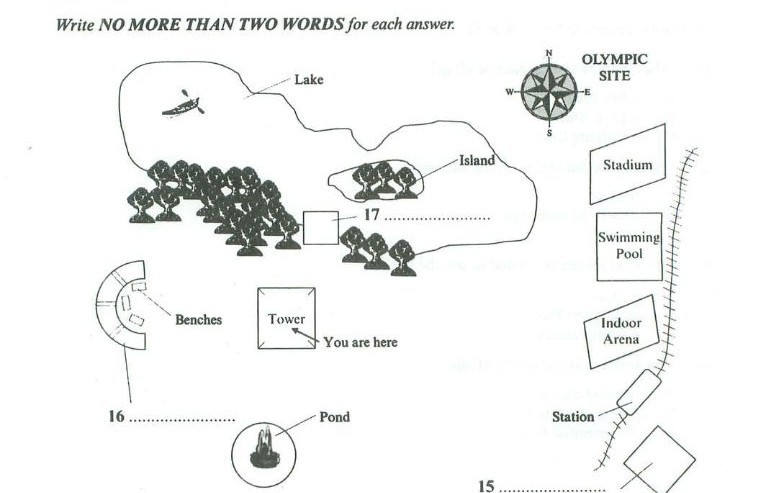 Write NO MORE THAN TWO WORDS for each answer.
N
OLYMPIC
SITE
Lake
W
E
S
Stadium
Island
17 ........................
Swimming
Pool
Benches
Tower
Indoor
Arena
You are here
16 ........................
Pond
Station
15 ........................